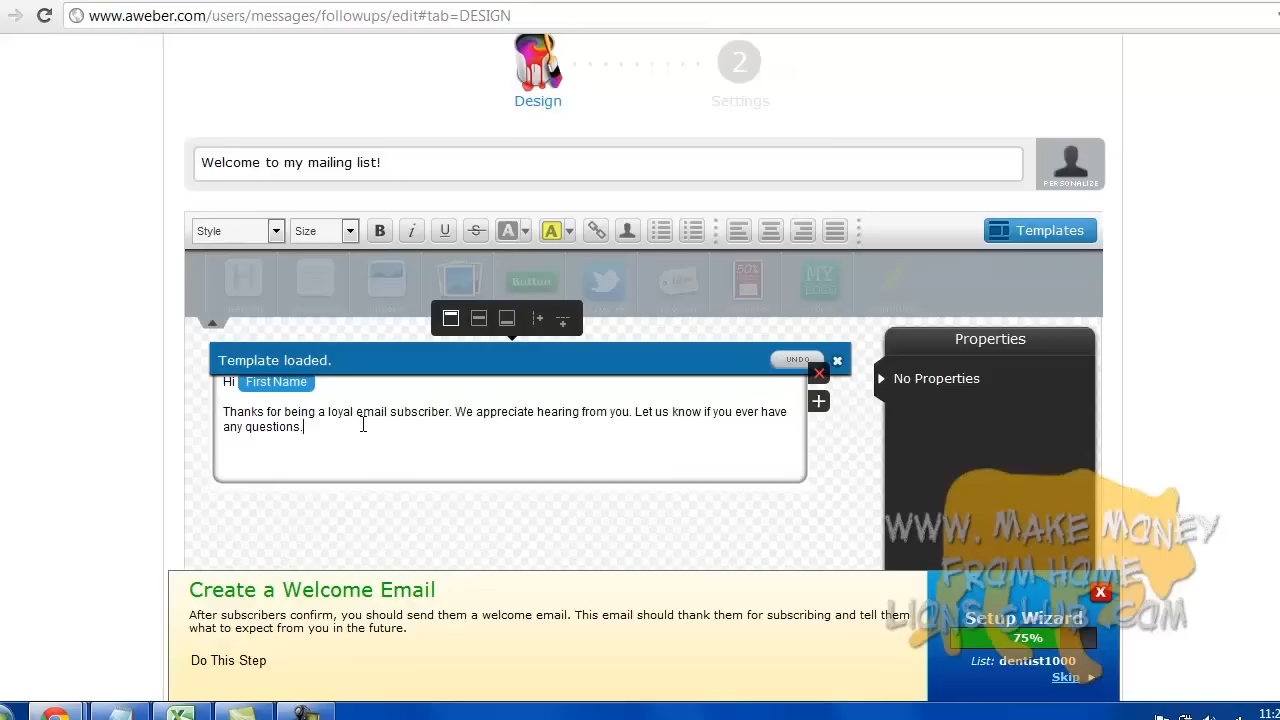 www.aweber.com/users/messages/followups/edit#tab=DESIGN
2
Design
Settings
Welcome to my mailing list!
PERSONALIZE
Style
Size
B
i
U
S
A
A
Templates
H
Button
50%
MY
Template loaded.
UNDO
Properties
Hi First Name
No Properties
Thanks for being a loyal email subscriber. We appreciate hearing from you. Let us know if you ever have
any questions.
WWW. MAKE MONEY
FROM HOME
LIONS CLUB.COM
Create a Welcome Email
After subscribers confirm, you should send them a welcome email. This email should thank them for subscribing and tell them
what to expect from you in the future.
Do This Step
X
Setup Wizard
75%
List: dentist1000
Skip
11:2